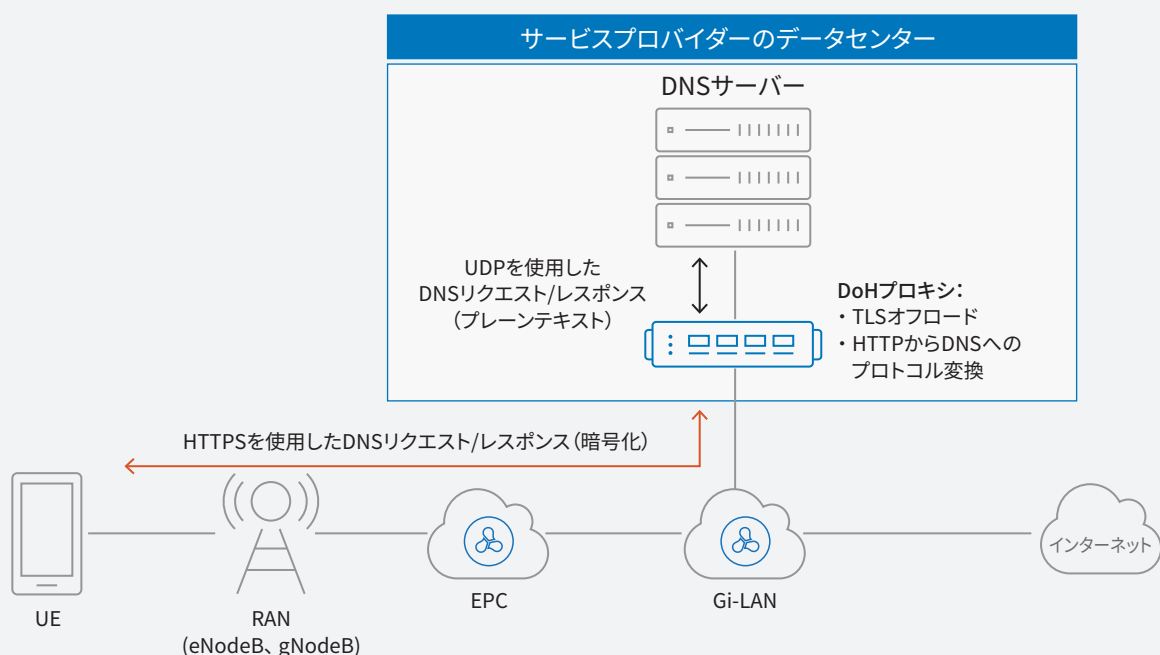 サービスプロバイダーのデータセンター
DNSサーバー
UDPを使用した
DNSリクエスト/レスポンス
（プレーンテキスト）
DoHプロキシ：
・TLSオフロード
・HTTPからDNSへの
プロトコル変換
HTTPSを使用したDNSリクエスト/レスポンス（暗号化）
インターネット
UE
RAN
(eNodeB、gNodeB)
EPC
Gi-LAN